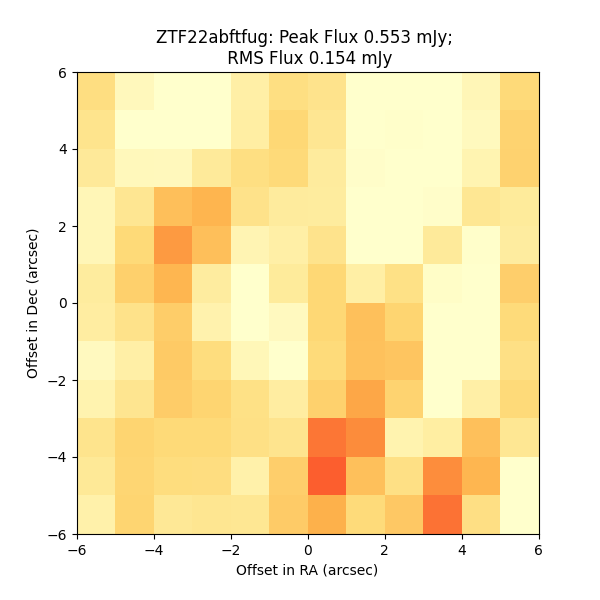 ZTF22abftfug: Peak Flux 0.553 mJy;
RMS Flux 0.154 mJy
6
4
2
0
−2
−4
−6
Offset in Dec (arcsec)
−6 −4 −2 0 2 4 6
Offset in RA (arcsec)